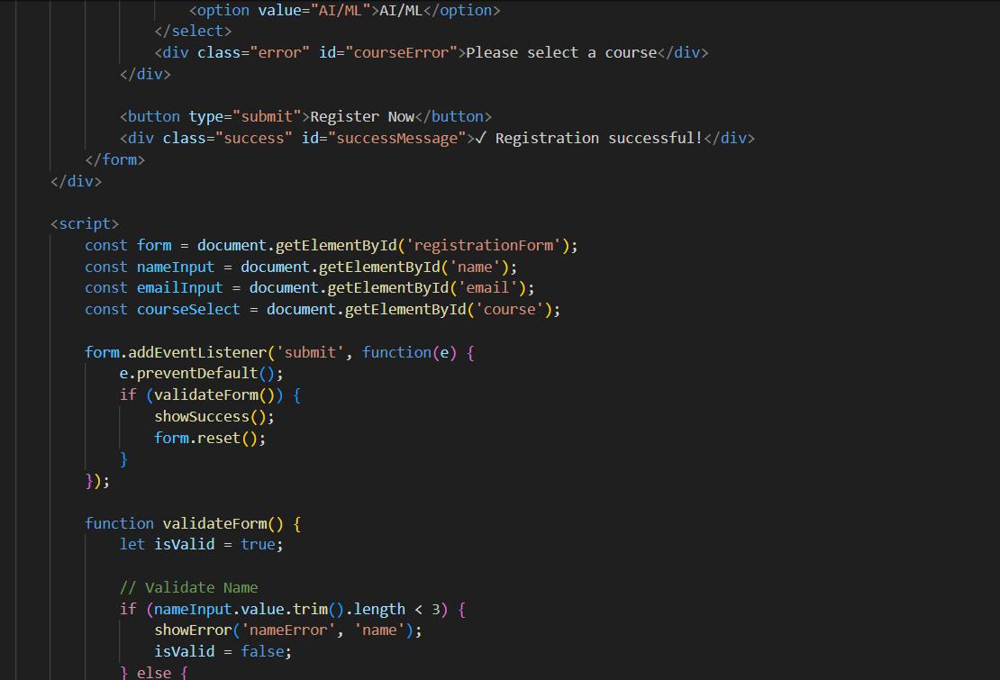 <option value="AI/ML">AI/ML</option>
</select>
<div class="error" id="courseError">Please select a course</div>
</div>
<button type="submit">Register Now</button>
<div class="success" id="successMessage">✓ Registration successful!</div>
</form>
</div>
<script>
const form = document.getElementById('registrationForm');
const nameInput = document.getElementById('name');
const emailInput = document.getElementById('email');
const courseSelect = document.getElementById('course');
form.addEventListener('submit', function(e) {
e.preventDefault();
if (validateForm()) {
showSuccess();
form.reset();
}
});
function validateForm() {
let isValid = true;
// Validate Name
if (nameInput.value.trim().length < 3) {
showError('nameError', 'name');
isValid = false;
} else {